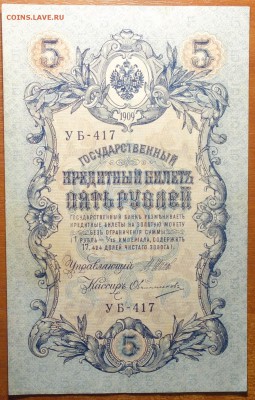 COINS.LAVE.RU
5 5
1909
УБ-417
ГОСУДАРСТВЕННЫЙ
КРЕДИТНЫЙ БИЛЕТЪ
ПЯТЬ РУБЛЕЙ
ГОСУДАРСТВЕННЫЙ БАНКЪ РАЗМѢНИВАЕТЪ
КРЕДИТНЫЕ БИЛЕТЫ НА ЗОЛОТУЮ МОНЕТУ
БЕЗЪ ОГРАНИЧЕНІЯ СУММЫ
1 РУБЛЬ = 1/15 ИМПЕРІАЛА, СОДЕРЖИТЪ
17,424 ДОЛЕЙ ЧИСТАГО ЗОЛОТА
Управляющій
Кассиръ
УБ-417
5